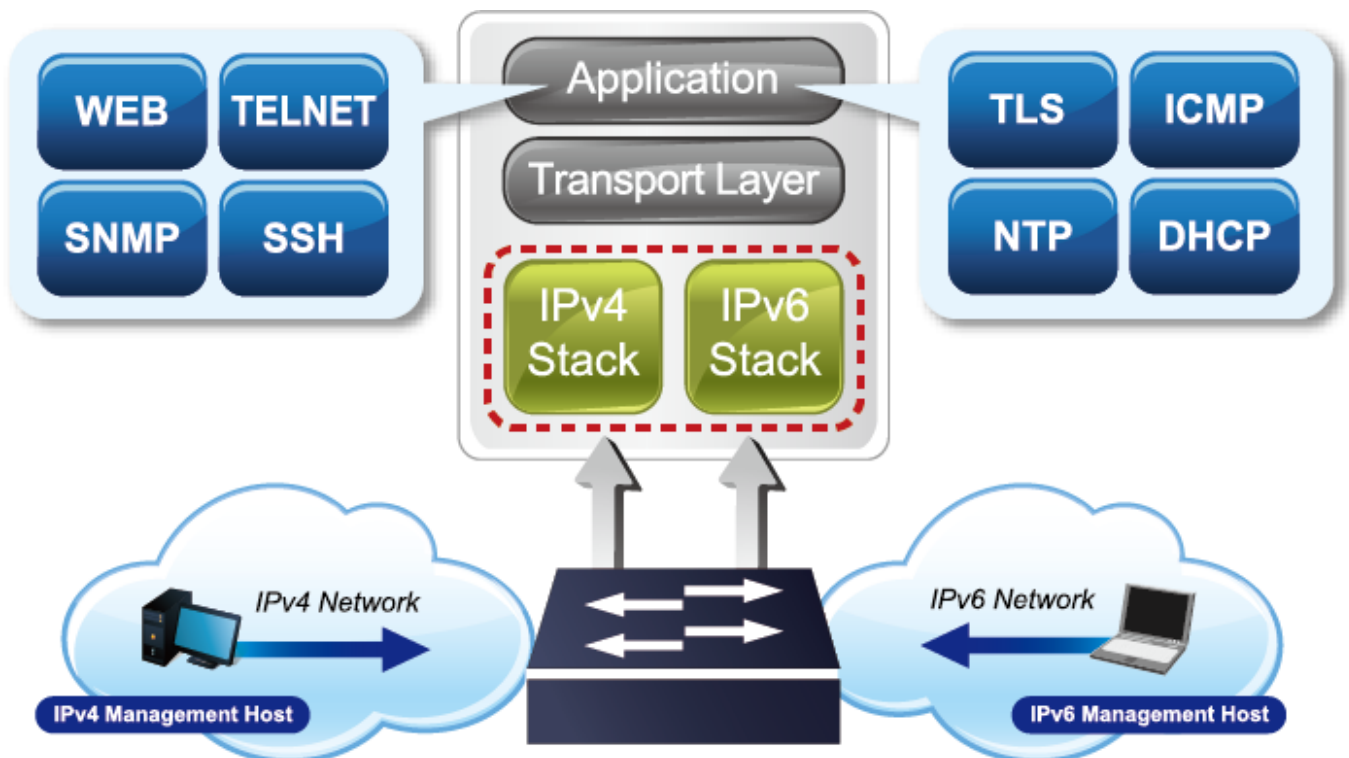 Application
WEB
TELNET
TLS
ICMP
Transport Layer
SNMP
SSH
NTP
DHCP
IPv4
Stack
IPv6
Stack
IPv4 Network
IPv6 Network
IPv4 Management Host
IPv6 Management Host